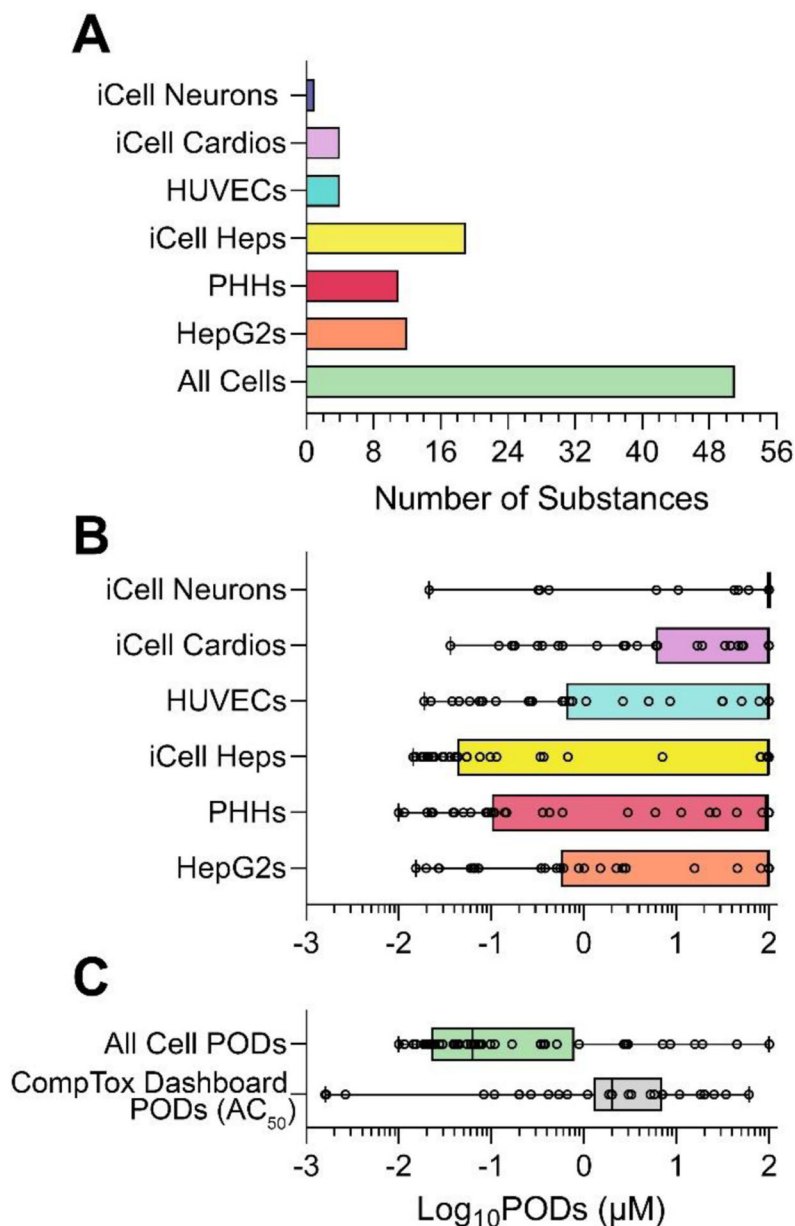 A
iCell Neurons
iCell Cardios
HUVECs
iCell Heps
PHHs
HepG2s
All Cells
0 8 16 24 32 40 48 56
Number of Substances
B
iCell Neurons
iCell Cardios
HUVECs
iCell Heps
PHHs
HepG2s
-3 -2 -1 0 1 2
C
All Cell PODs
CompTox Dashboard
PODs (AC₅₀)
-3 -2 -1 0 1 2
Log₁₀PODs (µM)